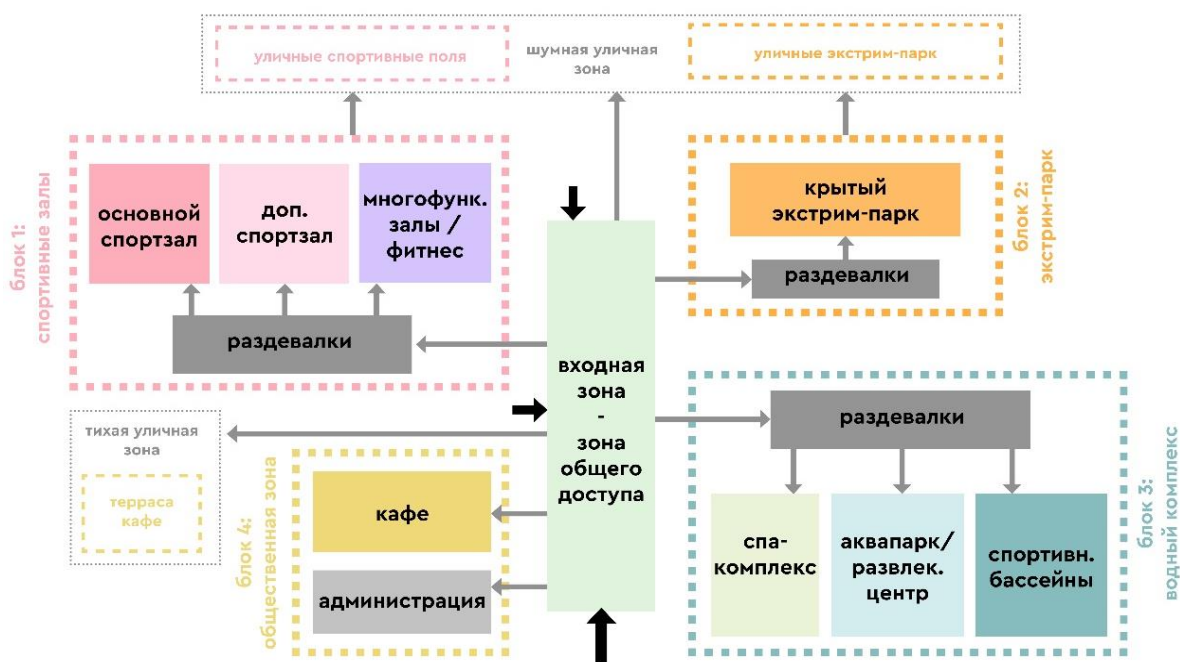 уличные спортивные поля
шумная уличная
зона
уличные экстрим-парк
блок 1:
спортивные залы
основной
спортзал
доп.
спортзал
многофунк.
залы /
фитнес
раздевалки
крытый
экстрим-парк
раздевалки
блок 2:
экстрим-парк
входная
зона
-
зона
общего
доступа
тихая уличная
зона
терраса
кафе
блок 4:
общественная зона
кафе
администрация
раздевалки
спа-
комплекс
аквапарк/
развлек.
центр
спортивн.
бассейны
блок 3:
водный комплекс